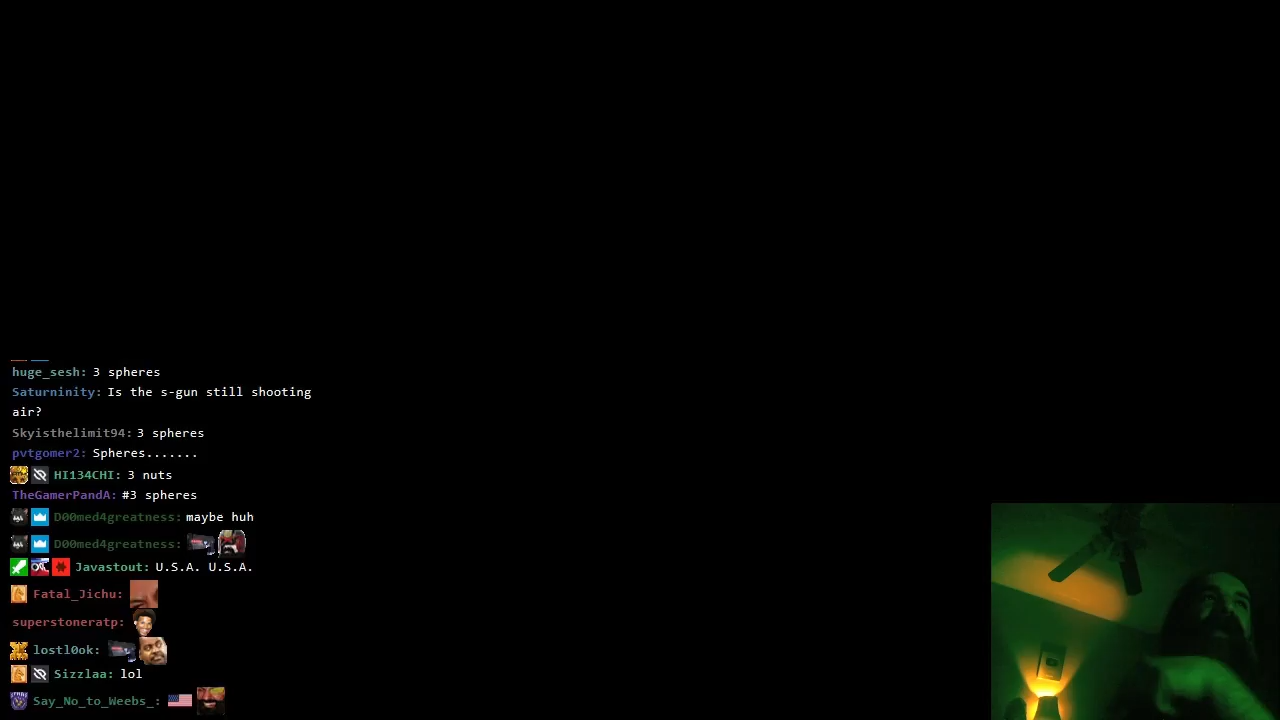 huge_sesh: 3 spheres
Saturninity: Is the s-gun still shooting
air?
Skyisthelimit94: 3 spheres
pvtgomer2: Spheres.......
HI134CHI: 3 nuts
TheGamerPandA: #3 spheres
D00med4greatness: maybe huh
D00med4greatness:
Javastout: U.S.A. U.S.A.
Fatal_Jichu:
superstoneratp:
lostl0ok:
Sizzlaa: lol
Say_No_to_Weebs_: